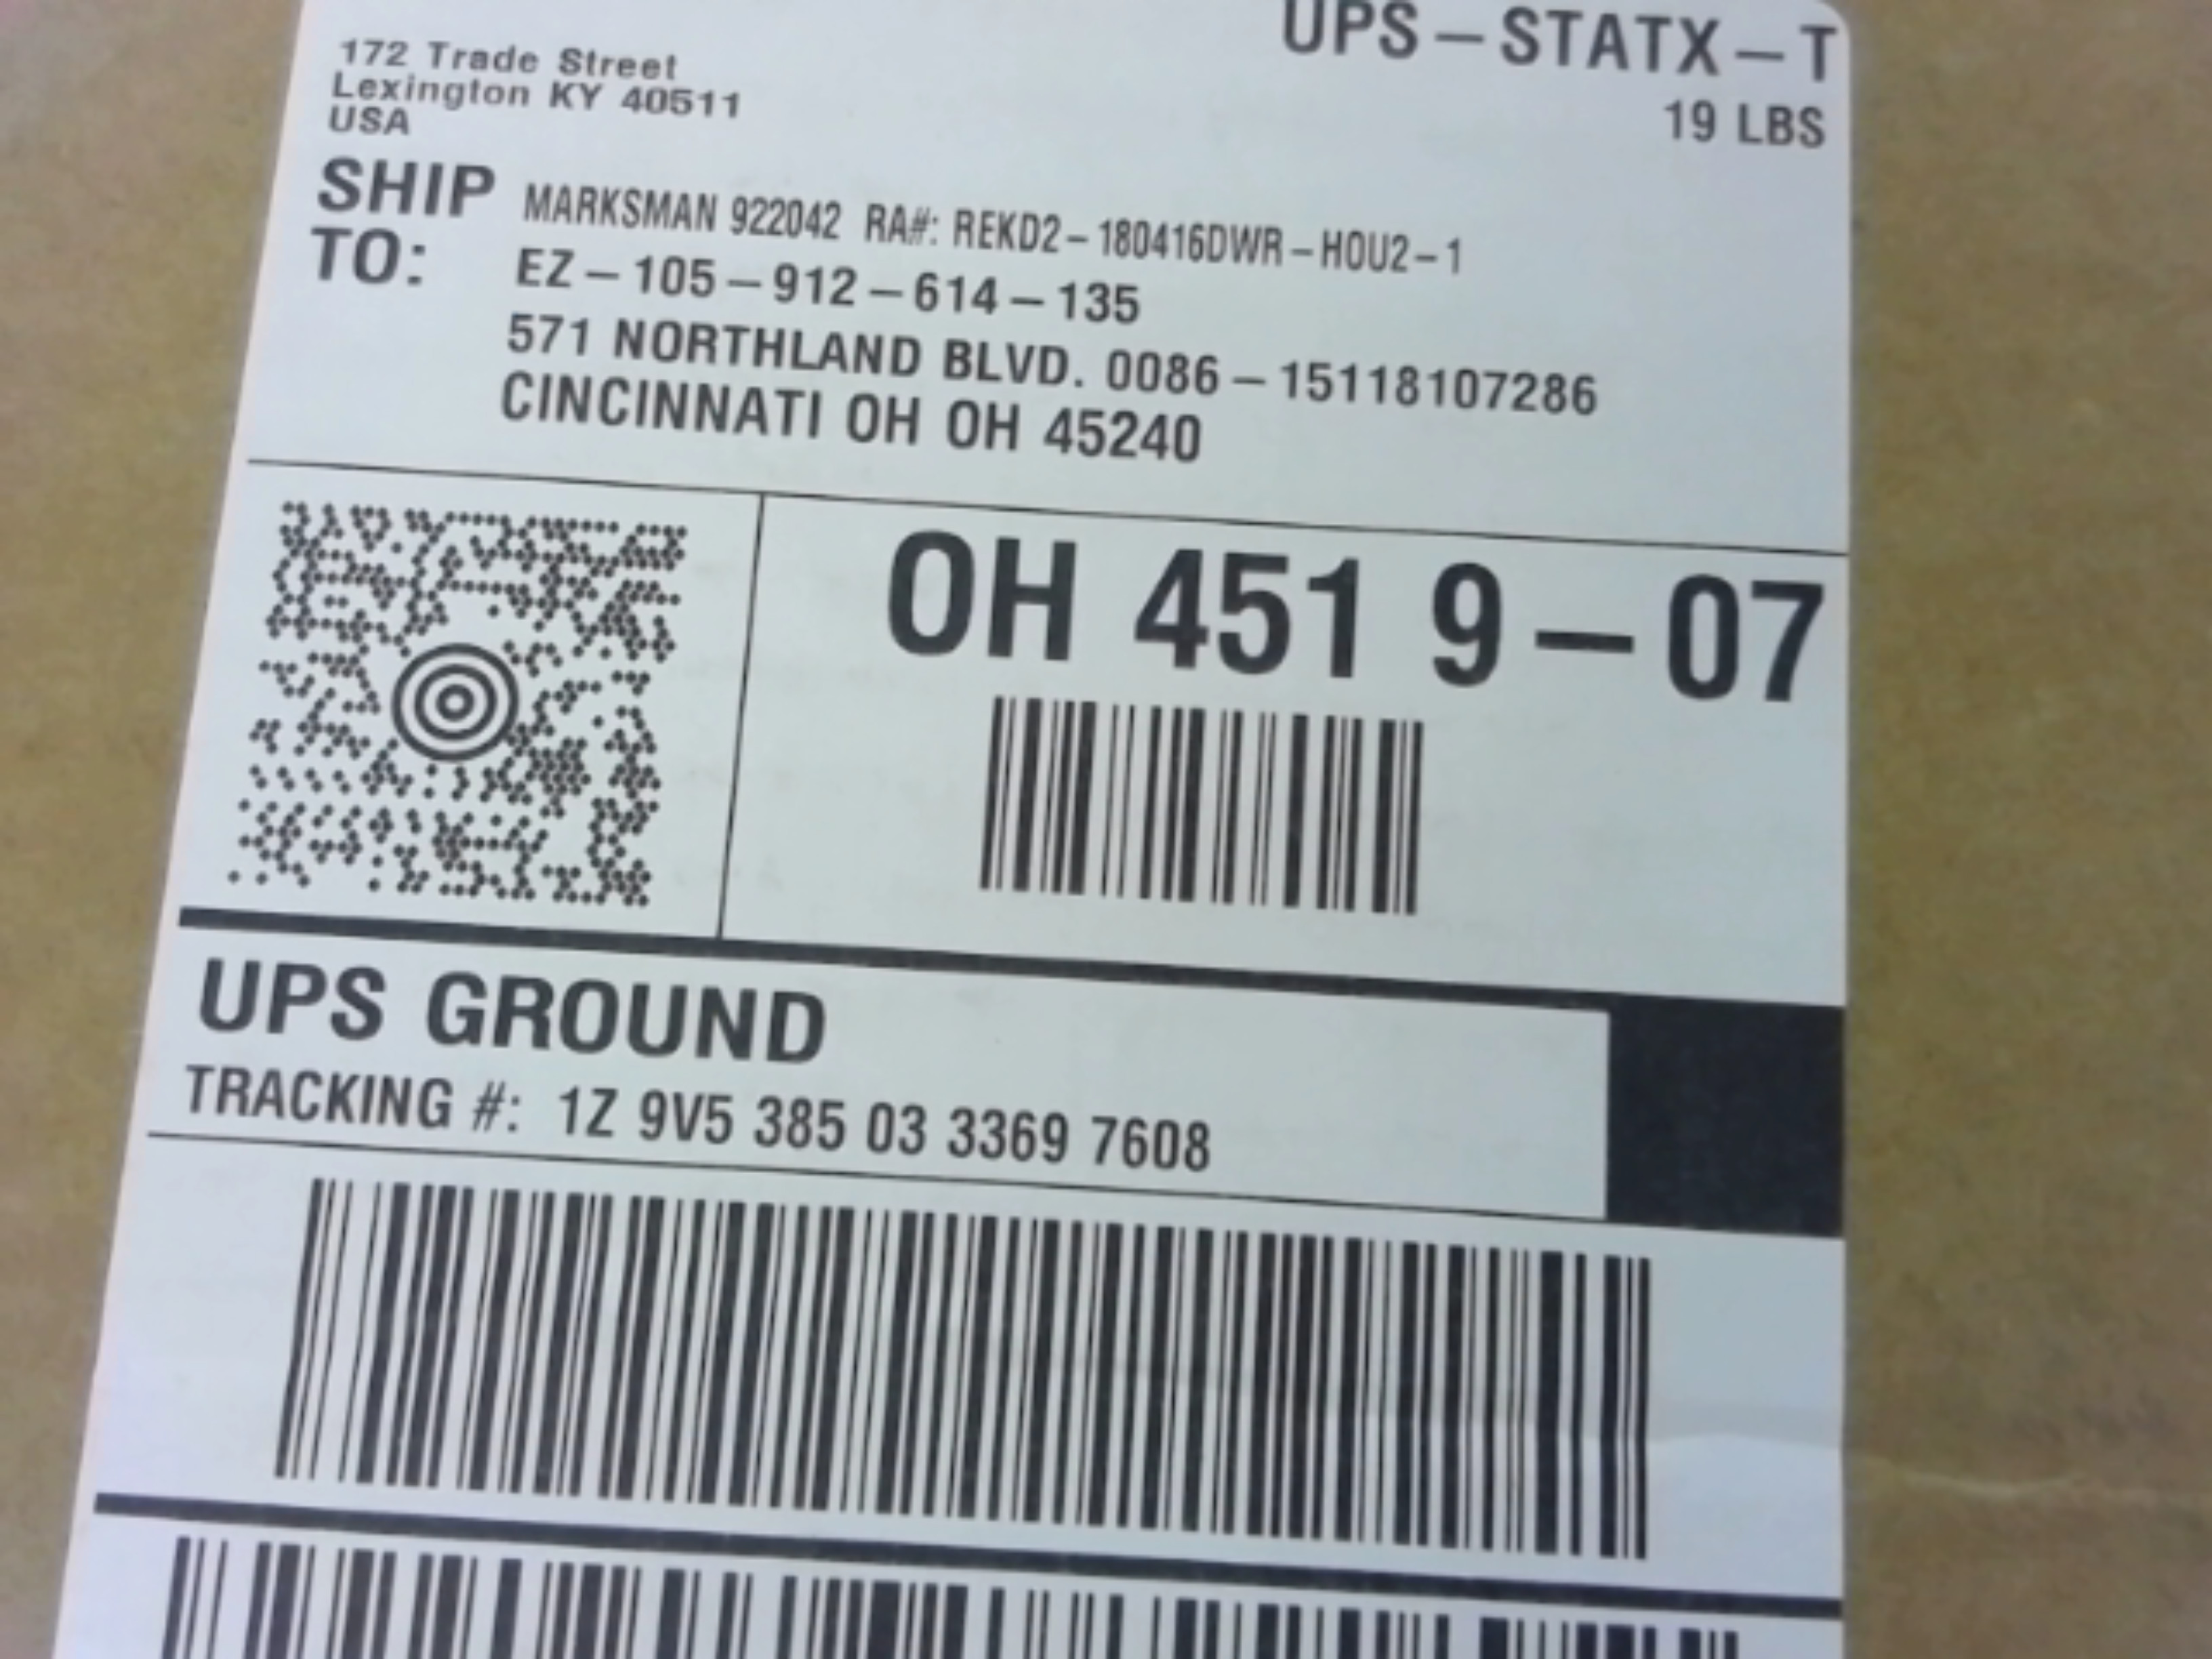 UPS-STATX-T
19 LBS
172 Trade Street
Lexington KY 40511
USA
SHIP TO:
MARKSMAN 922042 RA#: REKD2-180416DWR-HOU2-1
EZ-105-912-614-135
571 NORTHLAND BLVD. 0086-15118107286
CINCINNATI OH OH 45240
OH 451 9-07
UPS GROUND
TRACKING #: 1Z 9V5 385 03 3369 7608